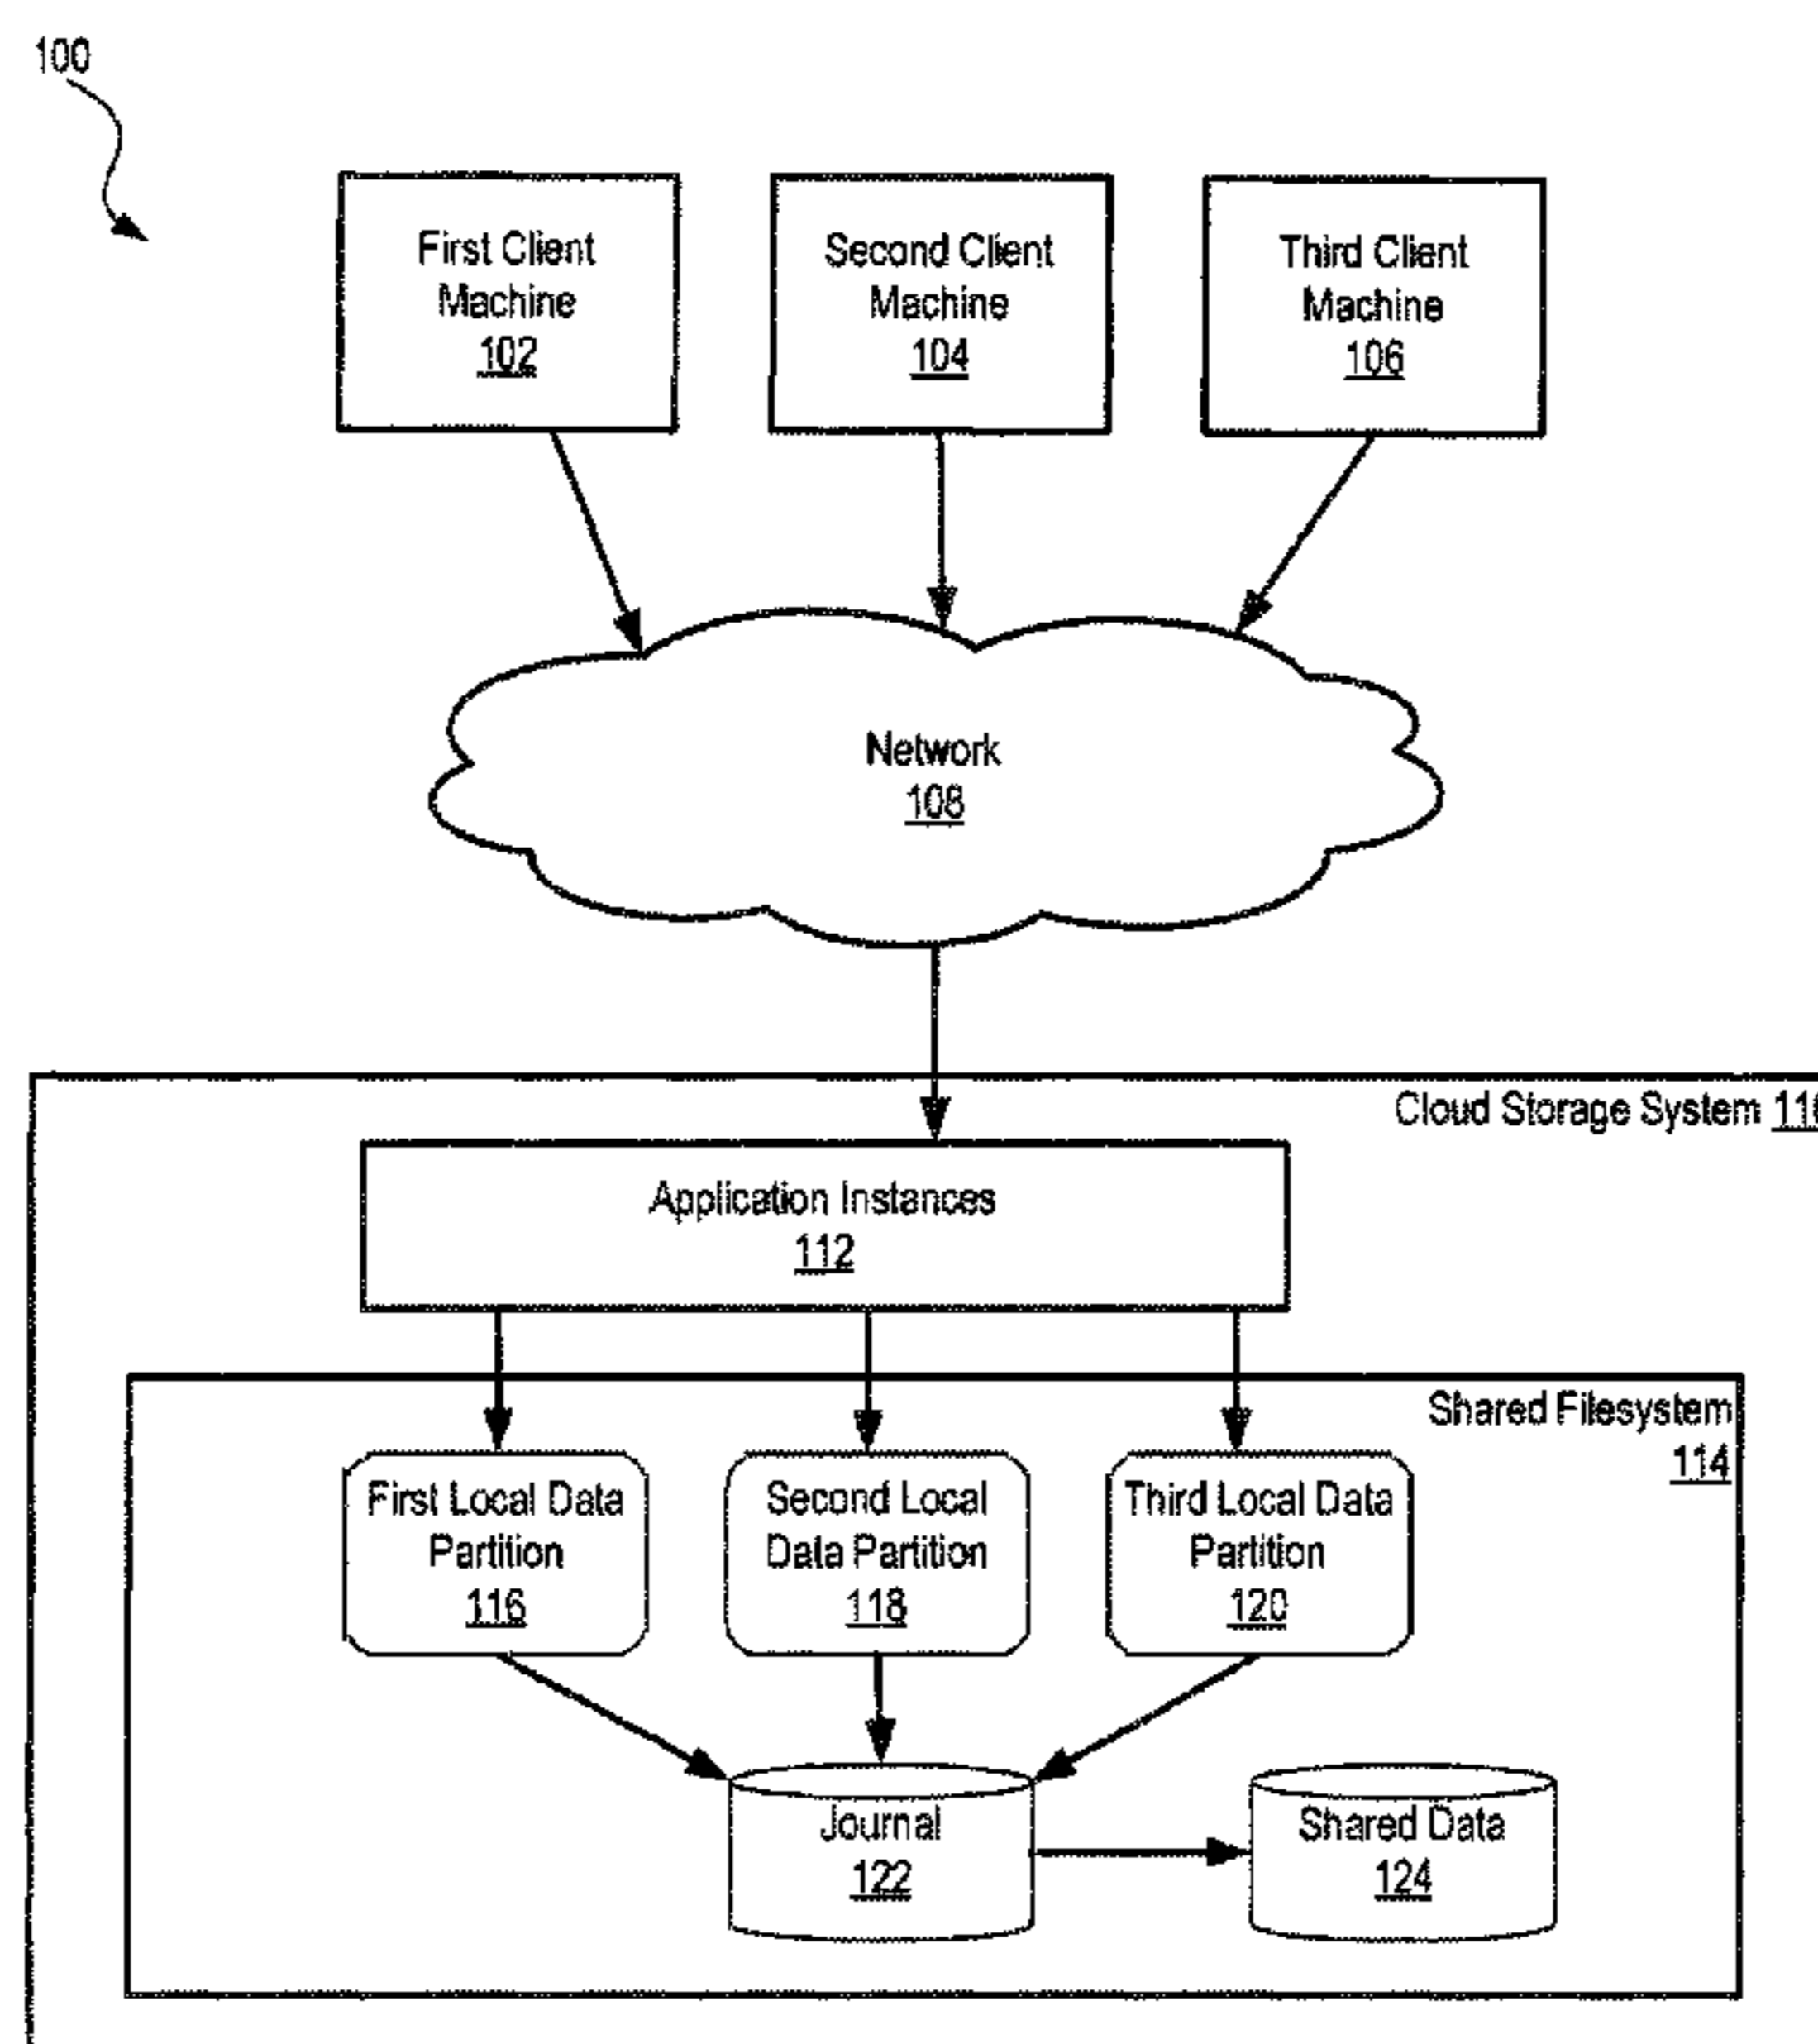 100
First Client
Machine
102
Second Client
Machine
104
Third Client
Machine
106
Network
108
Cloud Storage System
Application Instances
112
Shared Filesystem
114
First Local Data
Partition
116
Second Local
Data Partition
118
Third Local Data
Partition
120
Journal
122
Shared Data
124